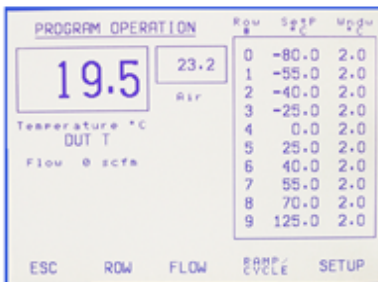 PROGRAM OPERATION
19.5
23.2
Air
Temperature °C
DUT T
Flow 0 scfm
Row SetP Wndw
# °C °C
0 -80.0 2.0
1 -55.0 2.0
2 -40.0 2.0
3 -25.0 2.0
4 0.0 2.0
5 25.0 2.0
6 40.0 2.0
7 55.0 2.0
8 70.0 2.0
9 125.0 2.0
ESC ROW FLOW RAMP/ CYCLE SETUP